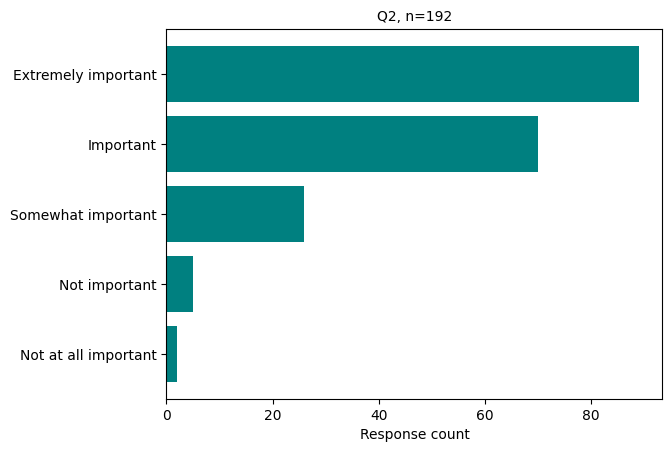 Q2, n=192
Extremely important
Important
Somewhat important
Not important
Not at all important
0 20 40 60 80
Response count